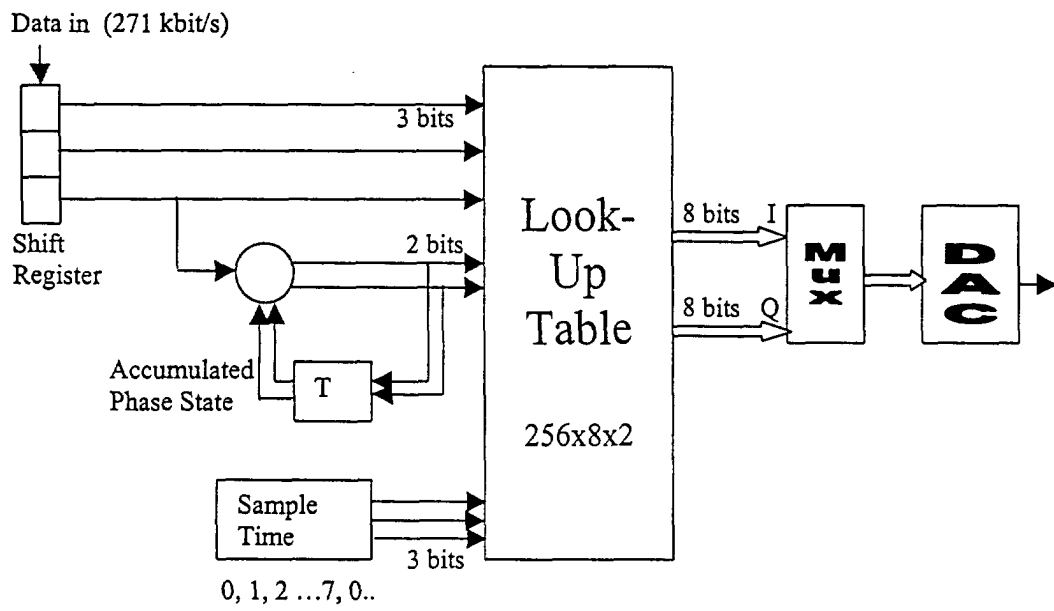 Data in (271 kbit/s)
3 bits
Shift
Register
2 bits
Accumulated
Phase State
T
Look-
Up
Table
256x8x2
8 bits I
8 bits Q
Mux
DAC
Sample
Time
3 bits
0, 1, 2 ...7, 0..